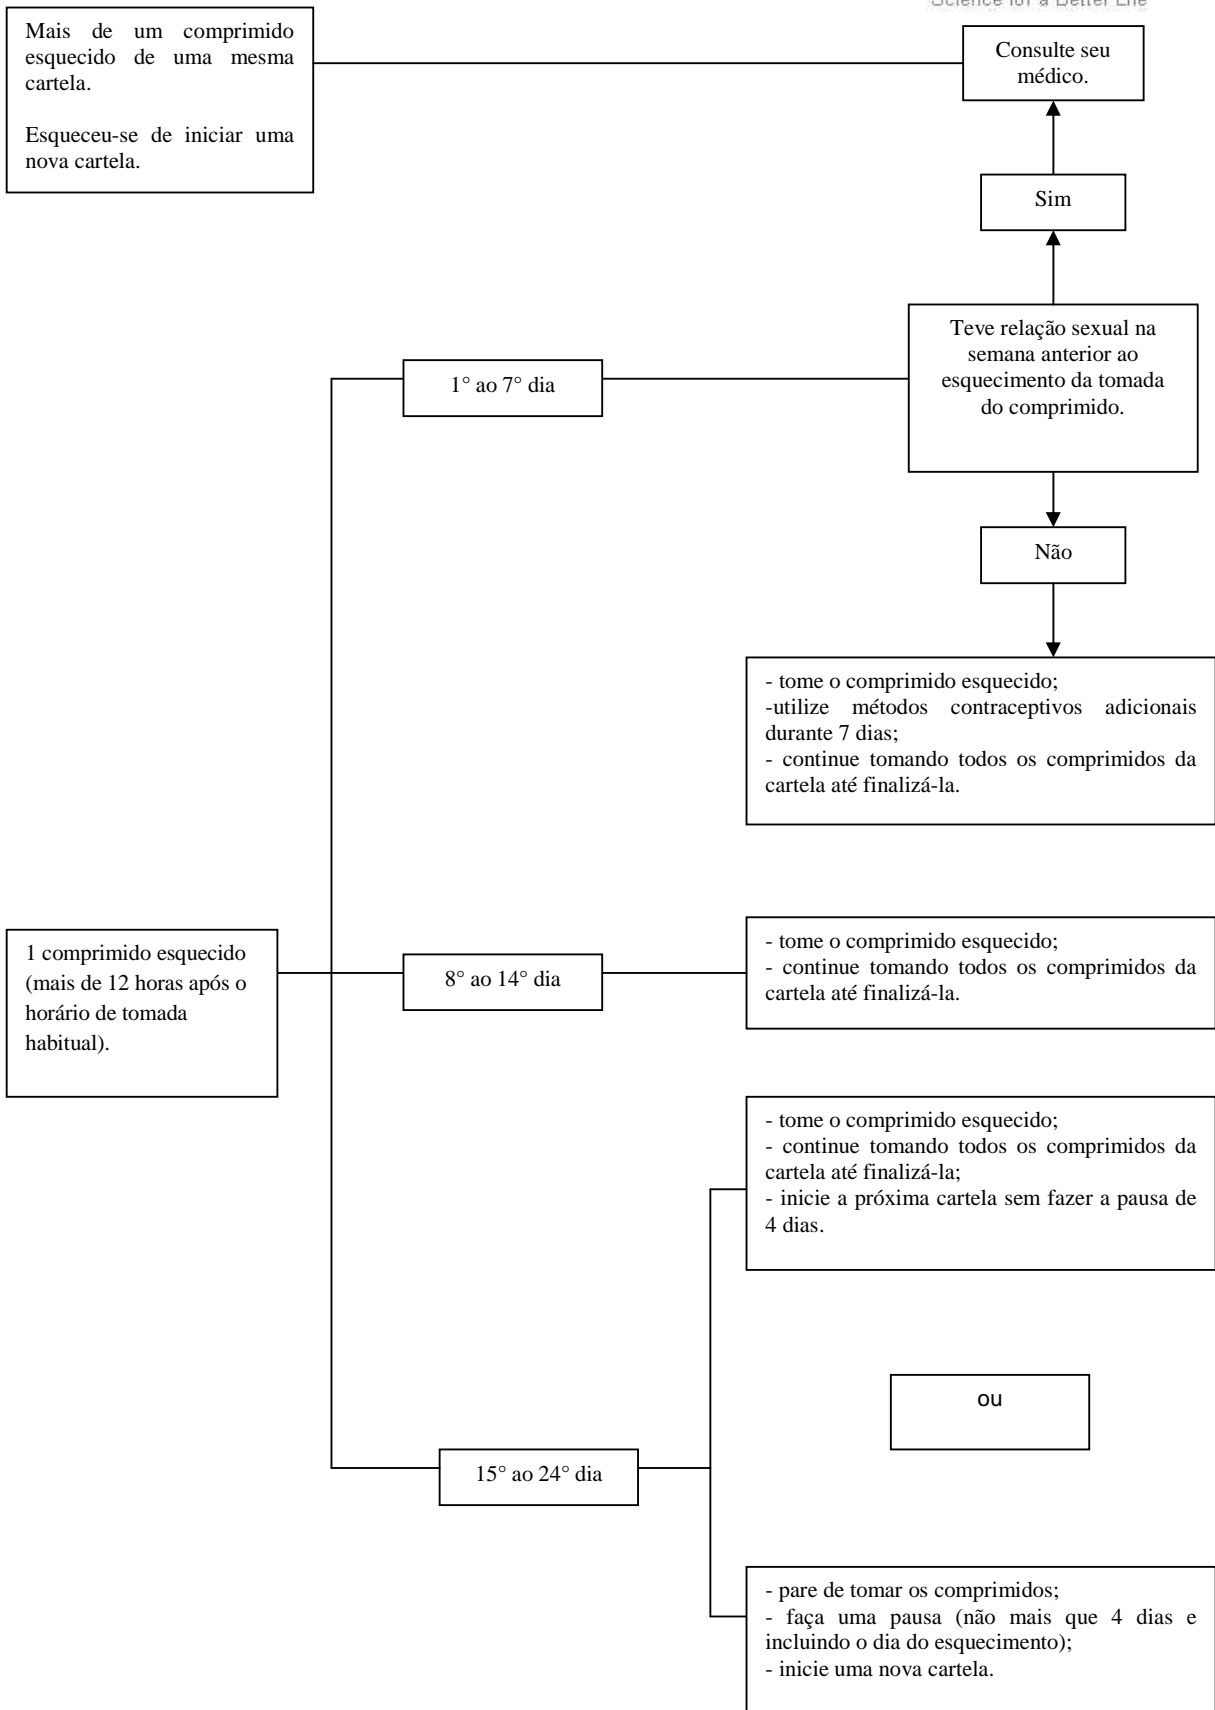 Science for a Better Life
Mais de um comprimido
esquecido de uma mesma
cartela.
Esqueceu-se de iniciar uma
nova cartela.
Consulte seu
médico.
Sim
Teve relação sexual na
semana anterior ao
esquecimento da tomada
do comprimido.
1° ao 7° dia
Não
- tome o comprimido esquecido;
-utilize métodos contraceptivos adicionais
durante 7 dias;
- continue tomando todos os comprimidos da
cartela até finalizá-la.
1 comprimido esquecido
(mais de 12 horas após o
horário de tomada
habitual).
8° ao 14° dia
- tome o comprimido esquecido;
- continue tomando todos os comprimidos da
cartela até finalizá-la.
- tome o comprimido esquecido;
- continue tomando todos os comprimidos da
cartela até finalizá-la;
- inicie a próxima cartela sem fazer a pausa de
4 dias.
ou
15° ao 24° dia
- pare de tomar os comprimidos;
- faça uma pausa (não mais que 4 dias e
incluindo o dia do esquecimento);
- inicie uma nova cartela.